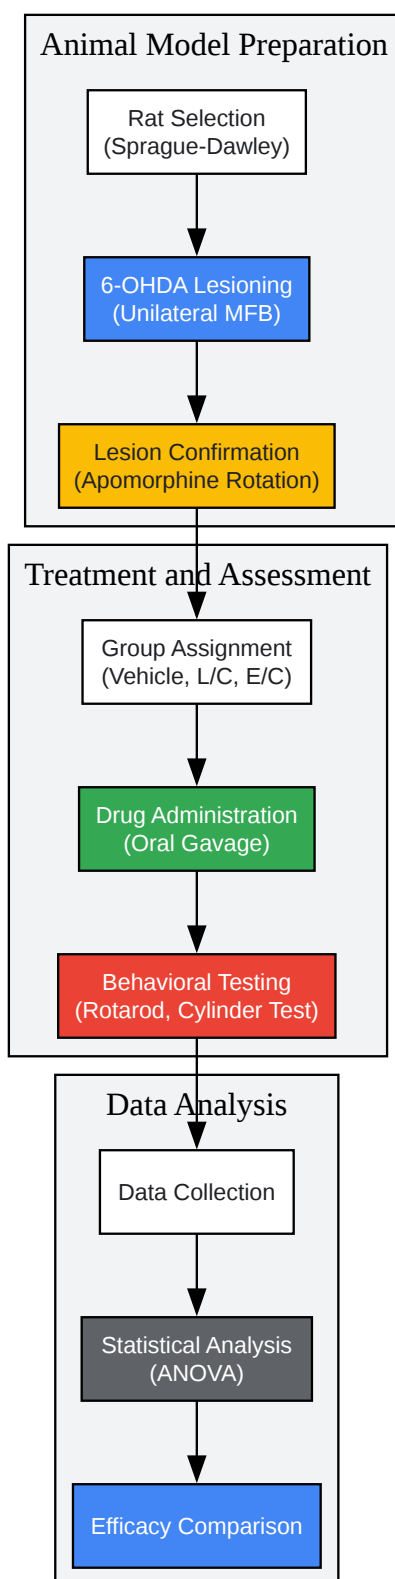 Animal Model Preparation
Rat Selection
(Sprague-Dawley)
6-OHDA Lesioning
(Unilateral MFB)
Lesion Confirmation
(Apomorphine Rotation)
Treatment and Assessment
Group Assignment
(Vehicle, L/C, E/C)
Drug Administration
(Oral Gavage)
Behavioral Testing
(Rotarod, Cylinder Test)
Data Analysis
Data Collection
Statistical Analysis
(ANOVA)
Efficacy Comparison